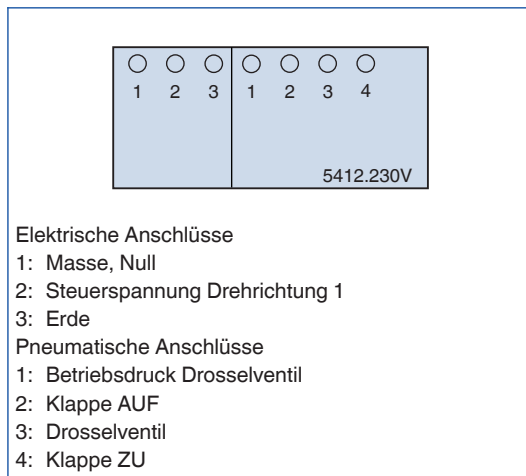 1 2 3 1 2 3 4
5412.230V
Elektrische Anschlüsse
1: Masse, Null
2: Steuerspannung Drehrichtung 1
3: Erde
Pneumatische Anschlüsse
1: Betriebsdruck Drosselventil
2: Klappe AUF
3: Drosselventil
4: Klappe ZU